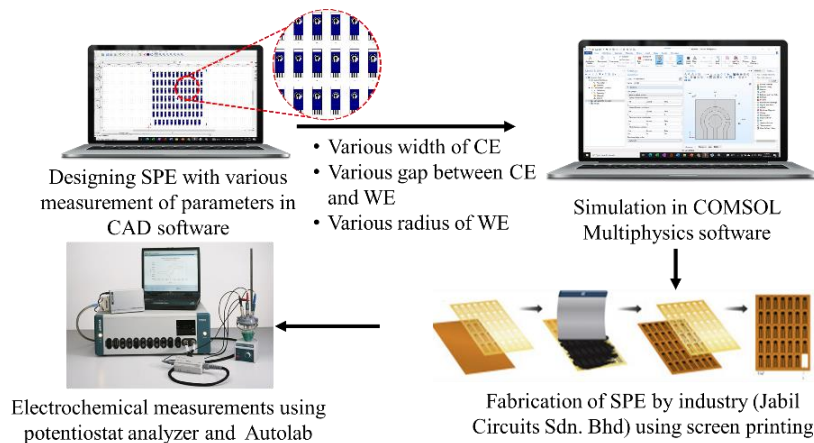 Designing SPE with various
measurement of parameters in
CAD software
• Various width of CE
• Various gap between CE
and WE
• Various radius of WE
Simulation in COMSOL
Multiphysics software
Fabrication of SPE by industry (Jabil
Circuits Sdn. Bhd) using screen printing
Electrochemical measurements using
potentiostat analyzer and Autolab